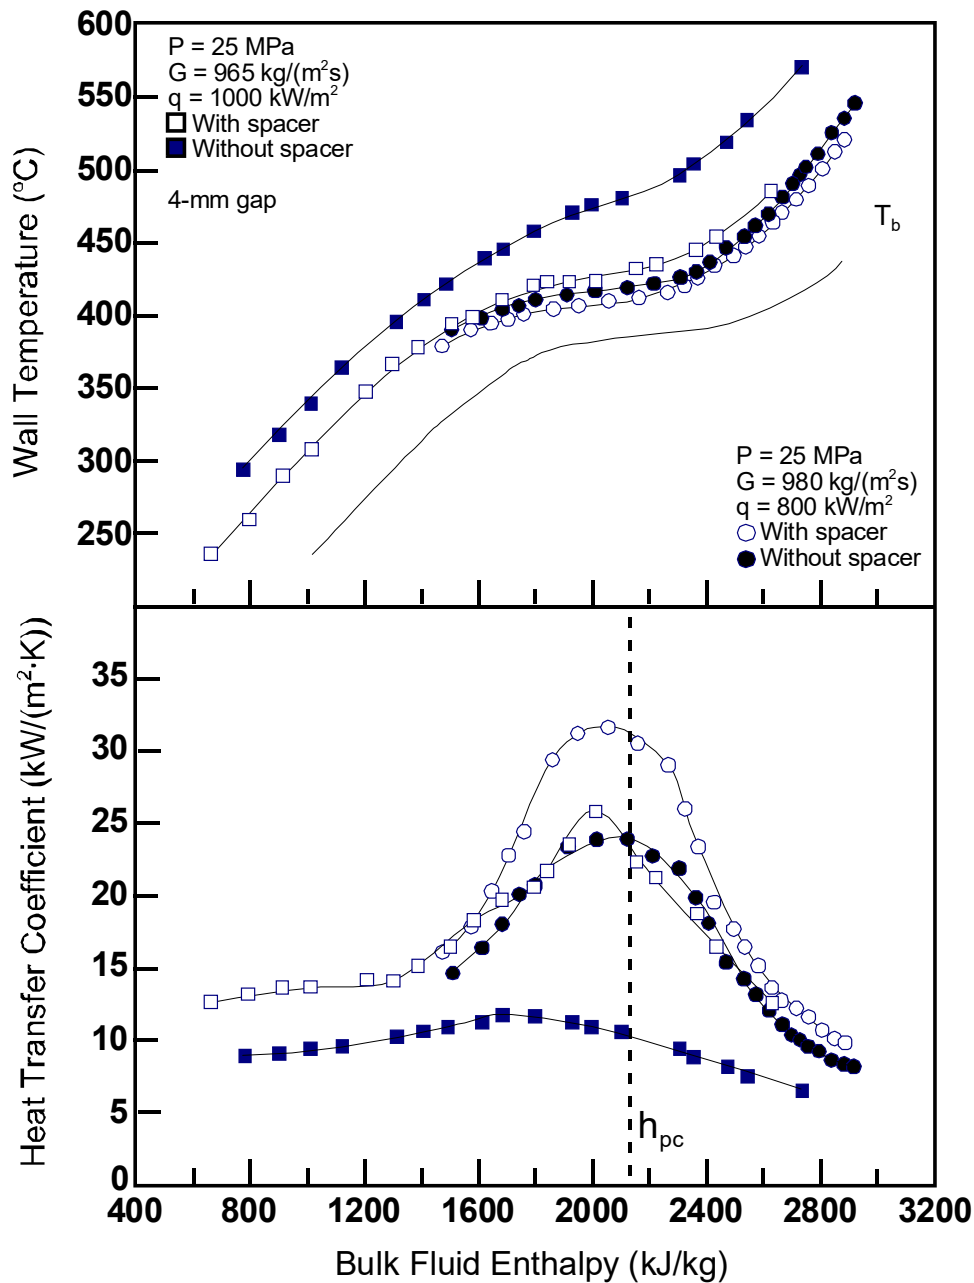 600
550
500
450
400
350
300
250
Wall Temperature (°C)
P = 25 MPa
G = 965 kg/(m²s)
q = 1000 kW/m²
With spacer
Without spacer
4-mm gap
T_b
P = 25 MPa
G = 980 kg/(m²s)
q = 800 kW/m²
With spacer
Without spacer
35
30
25
20
15
10
5
0
Heat Transfer Coefficient (kW/(m²·K))
h_pc
400 800 1200 1600 2000 2400 2800 3200
Bulk Fluid Enthalpy (kJ/kg)